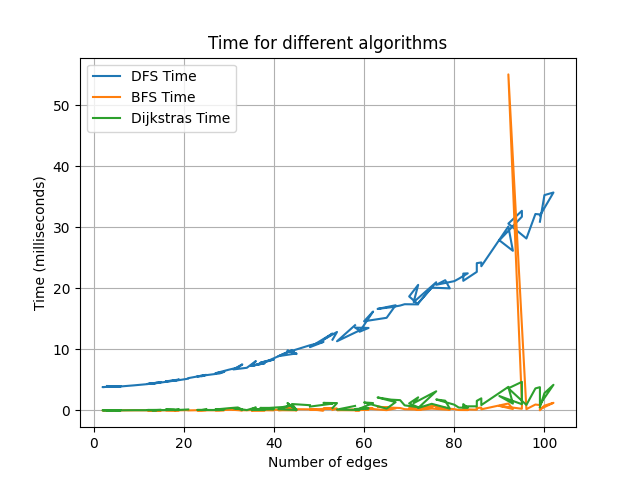 Time for different algorithms
DFS Time
BFS Time
Dijkstras Time
Time (milliseconds)
50
40
30
20
10
0
0 20 40 60 80 100
Number of edges